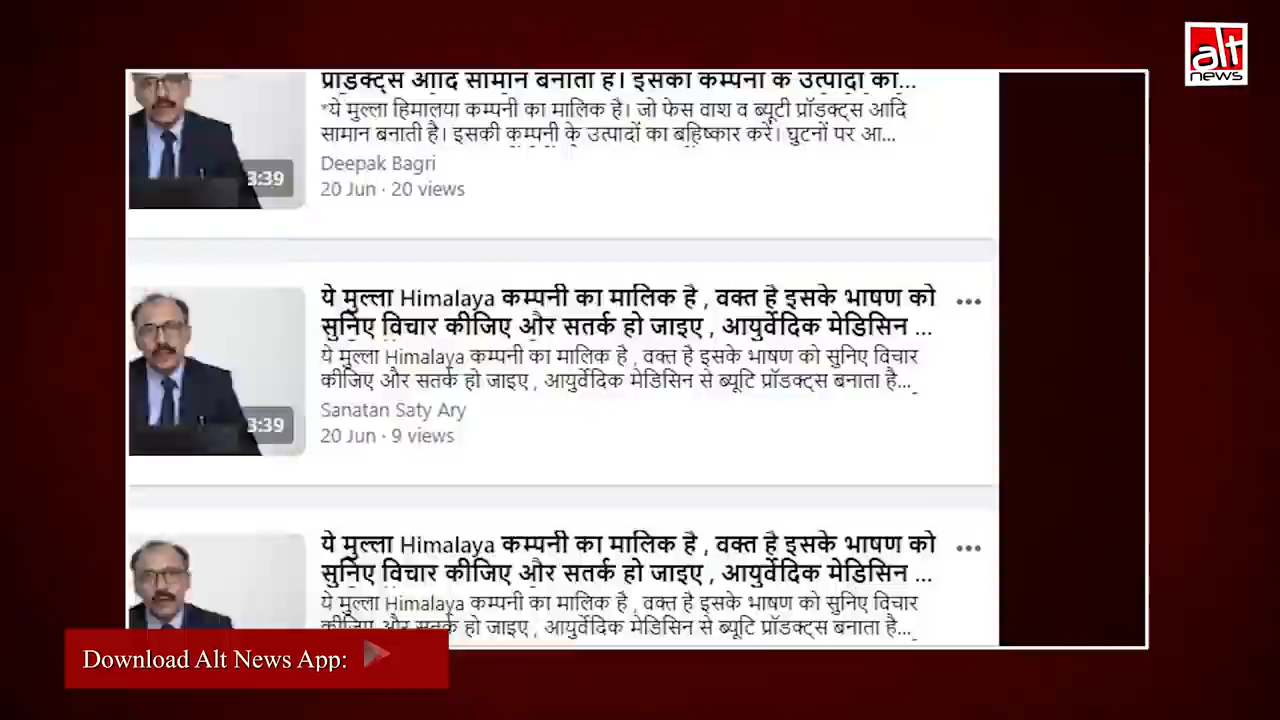 alt
news
प्रोडक्ट्स आदि सामान बनाता है। इसकी कम्पनी के उत्पादों का...
*ये मुल्ला हिमालया कम्पनी का मालिक है। जो फेस वाश व ब्यूटी प्रॉडक्ट्स आदि
सामान बनाती है। इसकी कम्पनी के उत्पादों का बहिष्कार करें। घुटनों पर आ...
Deepak Bagri
3:39
20 Jun · 20 views
ये मुल्ला Himalaya कम्पनी का मालिक है , वक्त है इसके भाषण को
सुनिए विचार कीजिए और सतर्क हो जाइए , आयुर्वेदिक मेडिसिन ...
ये मुल्ला Himalaya कम्पनी का मालिक है , वक्त है इसके भाषण को सुनिए विचार
कीजिए और सतर्क हो जाइए , आयुर्वेदिक मेडिसिन से ब्यूटि प्रॉडक्ट्स बनाता है...
Sanatan Saty Ary
3:39
20 Jun · 9 views
ये मुल्ला Himalaya कम्पनी का मालिक है , वक्त है इसके भाषण को
सुनिए विचार कीजिए और सतर्क हो जाइए , आयुर्वेदिक मेडिसिन ...
ये मुल्ला Himalaya कम्पनी का मालिक है , वक्त है इसके भाषण को सुनिए विचार
कीजिए और सतर्क हो जाइए , आयुर्वेदिक मेडिसिन से ब्यूटि प्रॉडक्ट्स बनाता है...
Download Alt News App: